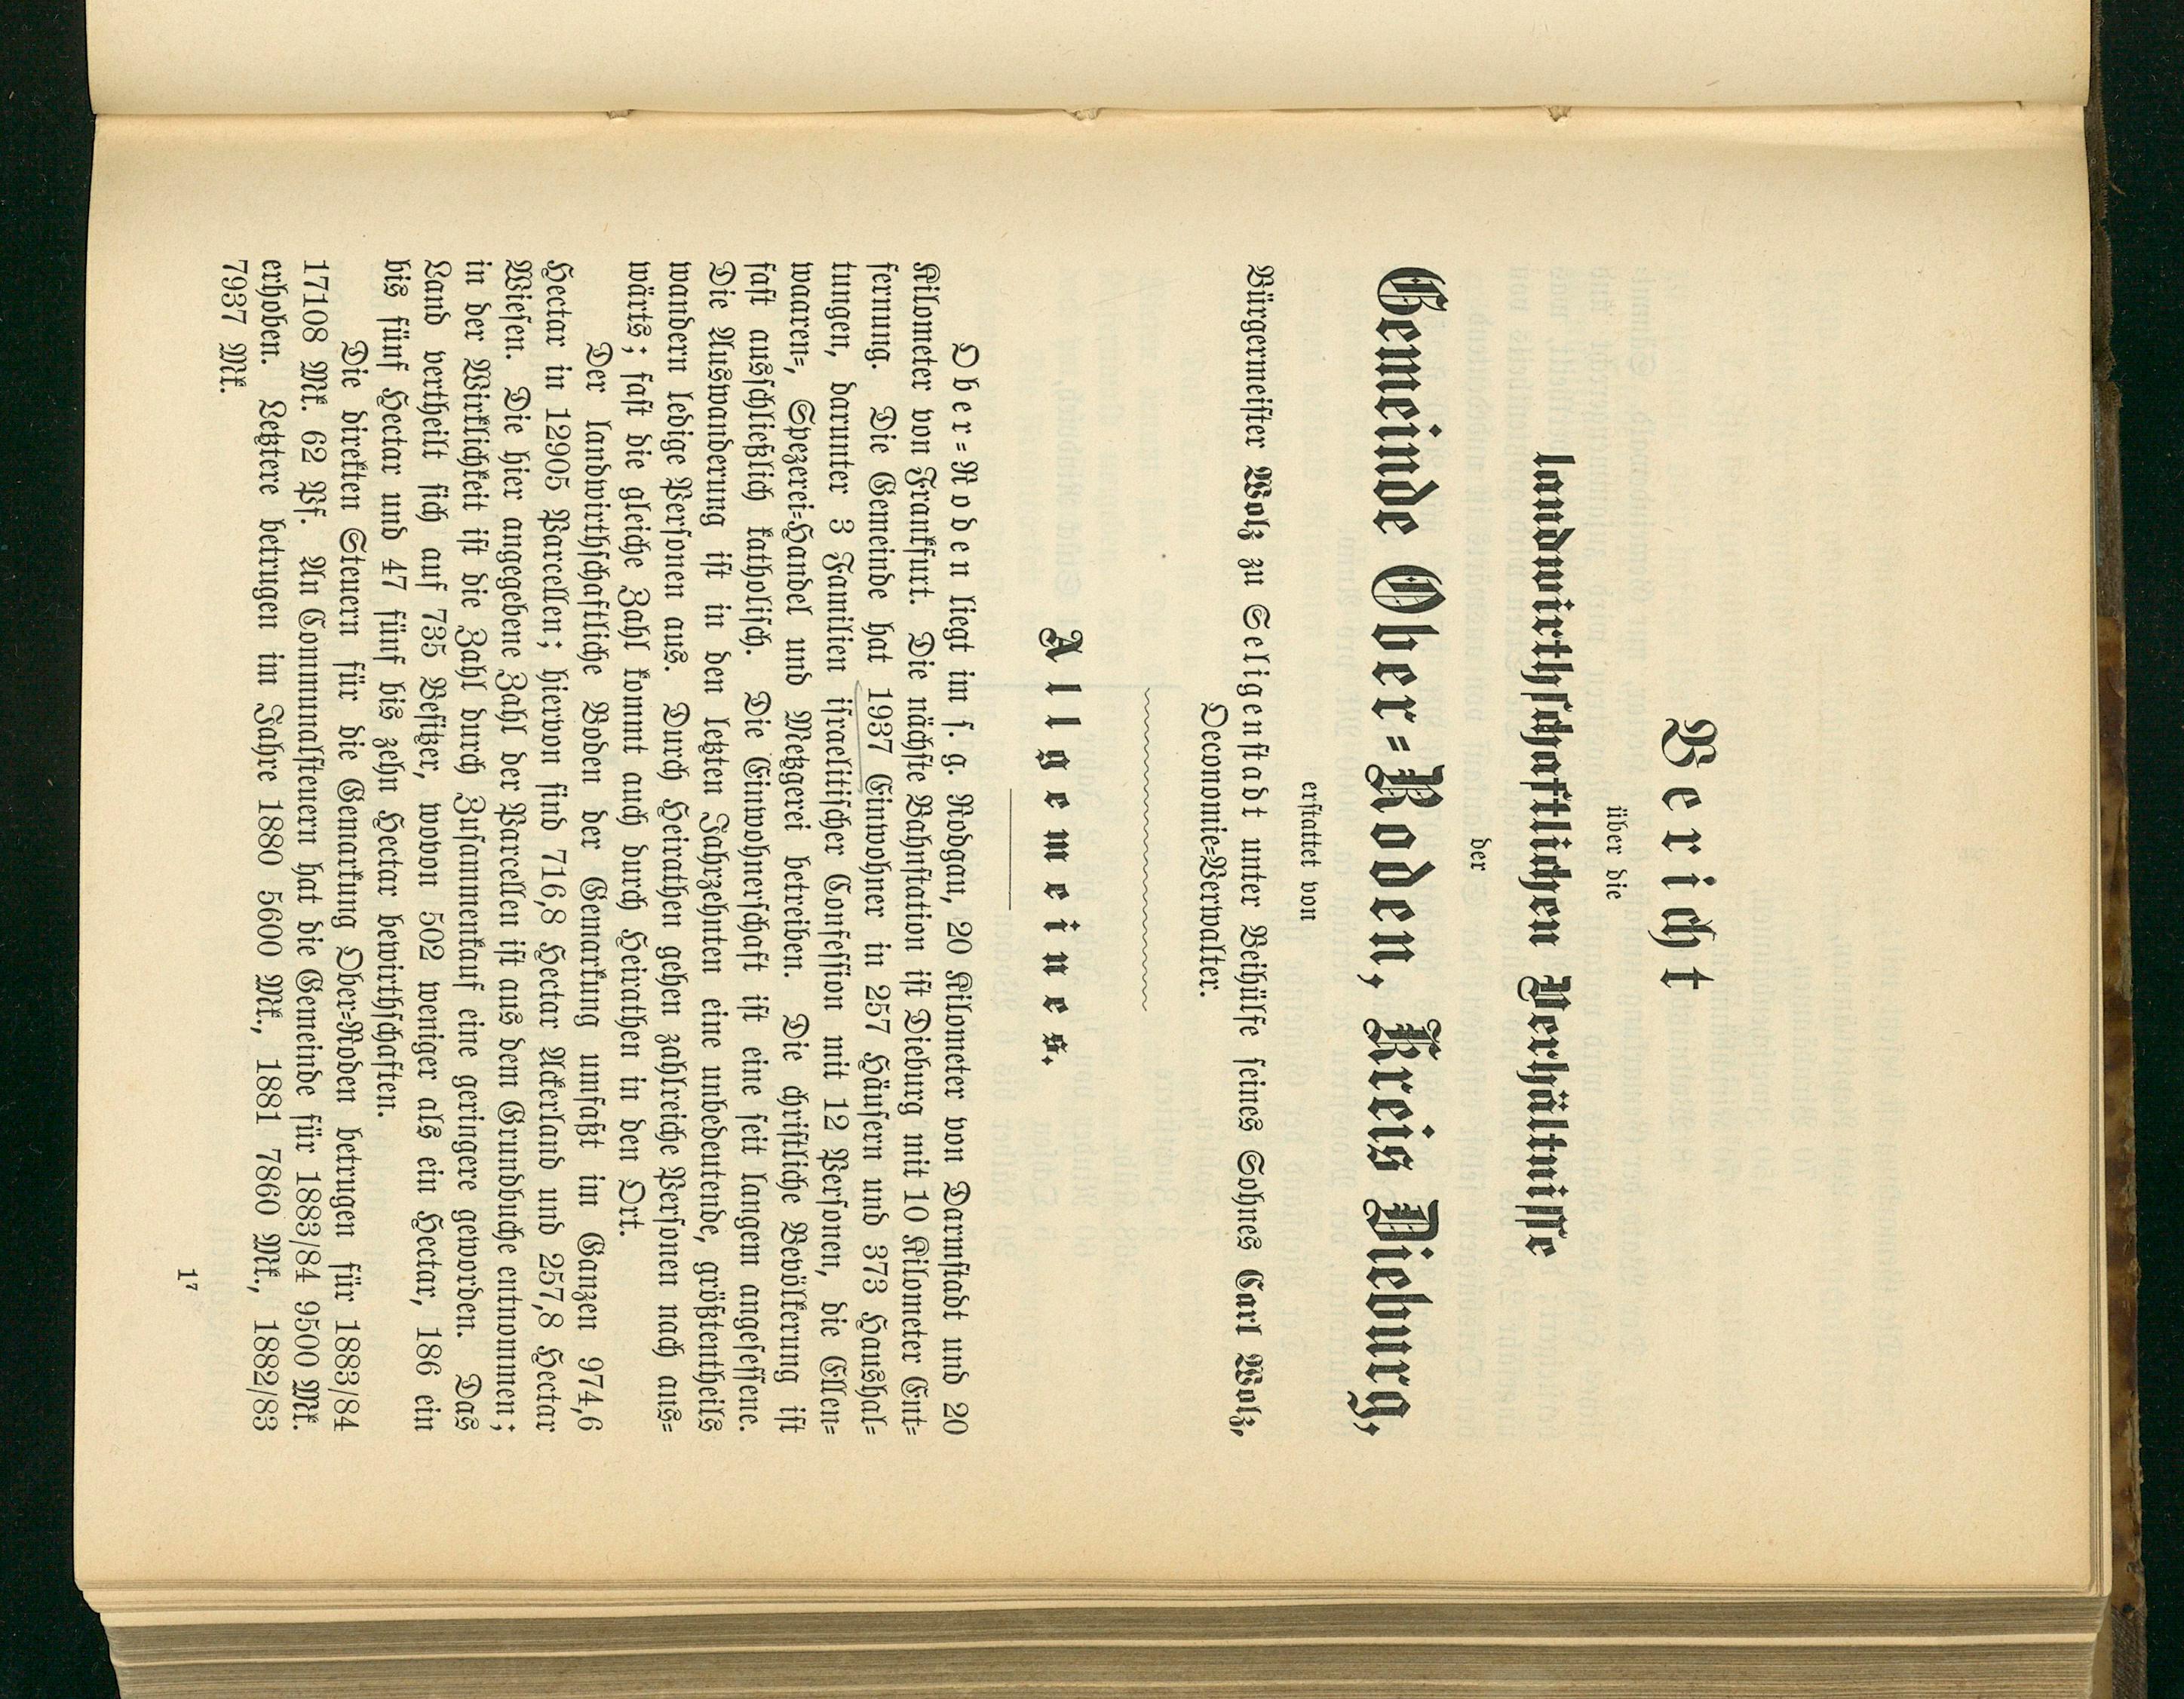 Bericht
über die
landwirthschaftlichen Verhältnisse
der
Gemeinde Ober=Roden, Kreis Dieburg,
erstattet von
Bürgermeister Wolz zu Seligenstadt unter Beihülfe seines Sohnes Carl Wolz,
Oeconomie=Verwalter.
Allgemeines.
Ober=Roden liegt im s. g. Rodgau, 20 Kilometer von Darmstadt und 20
Kilometer von Frankfurt. Die nächste Bahnstation ist Dieburg mit 10 Kilometer Ent=
fernung. Die Gemeinde hat 1937 Einwohner in 257 Häusern und 373 Haushal=
tungen, darunter 3 Familien israelitischer Confession mit 12 Personen, die Ellen=
waaren=, Spezerei=Handel und Metzgerei betreiben. Die christliche Bevölkerung ist
fast ausschließlich katholisch. Die Einwohnerschaft ist eine seit langem angesessene.
Die Auswanderung ist in den letzten Jahrzehnten eine unbedeutende, größtentheils
wandern ledige Personen aus. Durch Heirathen gehen zahlreiche Personen nach aus=
wärts; fast die gleiche Zahl kommt auch durch Heirathen in den Ort.
Der landwirthschaftliche Boden der Gemarkung umfaßt im Ganzen 974,6
Hectar in 12905 Parcellen; hiervon sind 716,8 Hectar Ackerland und 257,8 Hectar
Wiesen. Die hier angegebene Zahl der Parcellen ist aus dem Grundbuche entnommen;
in der Wirklichkeit ist die Zahl durch Zusammenkauf eine geringere geworden. Das
Land vertheilt sich auf 735 Besitzer, wovon 502 weniger als ein Hectar, 186 ein
bis fünf Hectar und 47 fünf bis zehn Hectar bewirthschaften.
Die direkten Steuern für die Gemarkung Ober=Roden betrugen für 1883/84
17108 Mk. 62 Pf. An Communalsteuern hat die Gemeinde für 1883/84 9500 Mk.
erhoben. Letztere betrugen im Jahre 1880 5600 Mk., 1881 7860 Mk., 1882/83
7937 Mk.
17